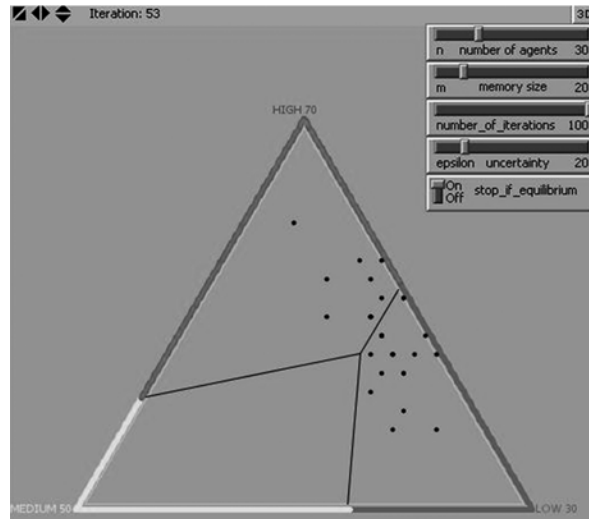 Iteration: 53
3D
n number of agents 30
m memory size 20
number_of_iterations 100
epsilon uncertainty 20
On
Off stop_if_equilibrium
HIGH 70
MEDIUM 50
LOW 30